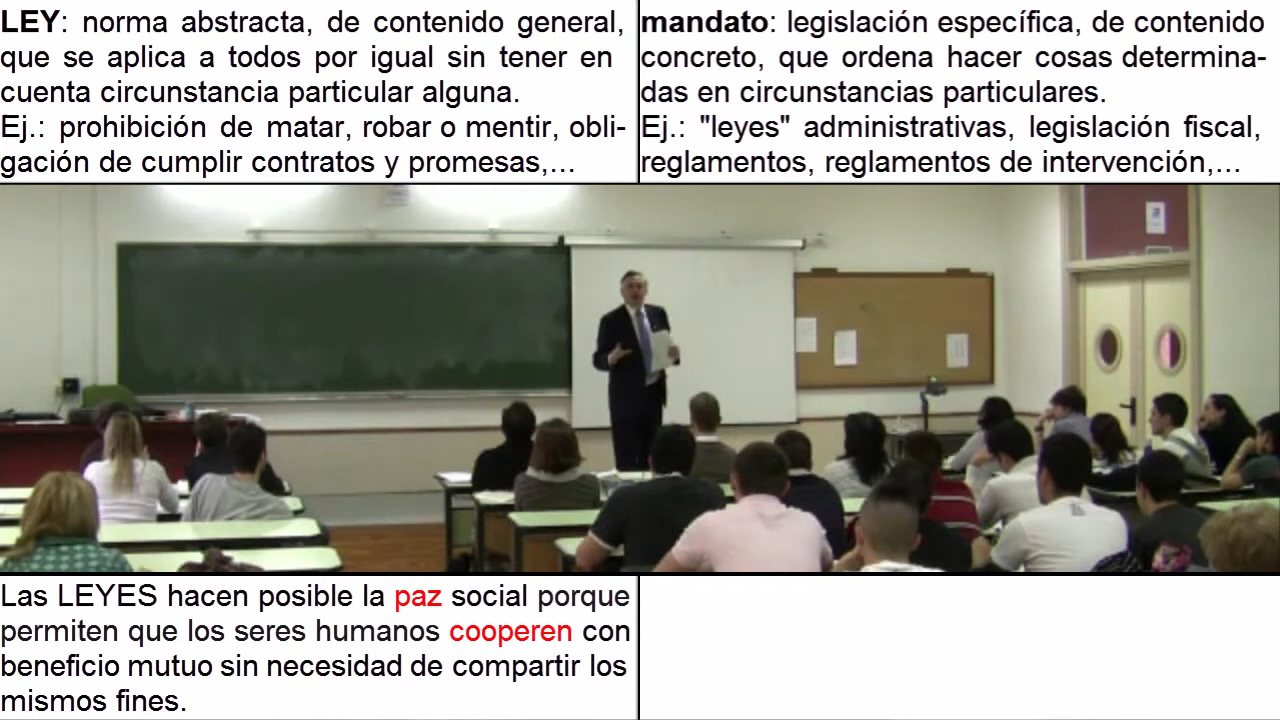 LEY: norma abstracta, de contenido general,
que se aplica a todos por igual sin tener en
cuenta circunstancia particular alguna.
Ej.: prohibición de matar, robar o mentir, obli-
gación de cumplir contratos y promesas,...
mandato: legislación específica, de contenido
concreto, que ordena hacer cosas determina-
das en circunstancias particulares.
Ej.: "leyes" administrativas, legislación fiscal,
reglamentos, reglamentos de intervención,...
Las LEYES hacen posible la paz social porque
permiten que los seres humanos cooperen con
beneficio mutuo sin necesidad de compartir los
mismos fines.